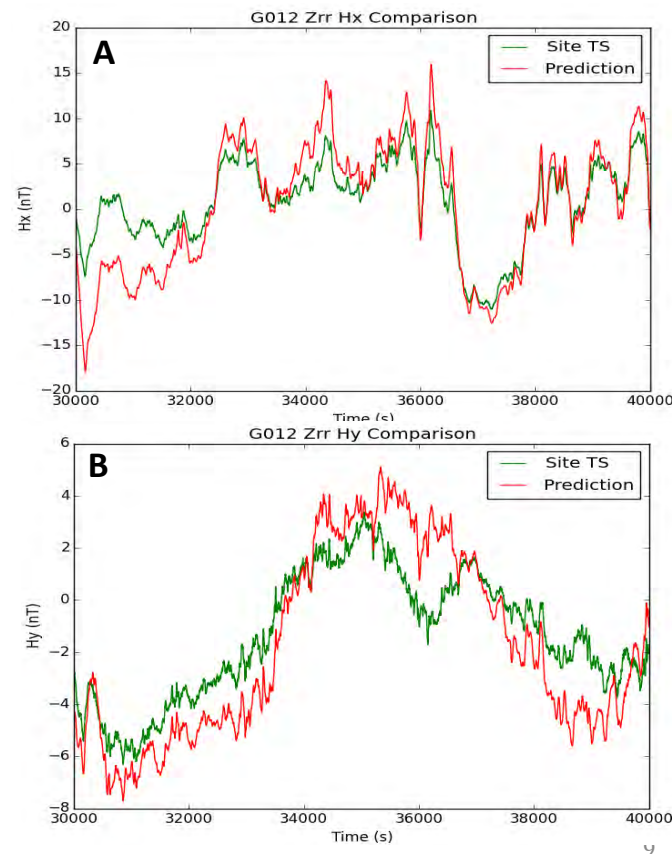 G012 Zrr Hx Comparison
A
Site TS
Prediction
20
15
10
5
0
−5
−10
−15
−20
Hx (nT)
30000 32000 34000 36000 38000 40000
Time (s)
G012 Zrr Hy Comparison
B
Site TS
Prediction
6
4
2
0
−2
−4
−6
−8
Hy (nT)
30000 32000 34000 36000 38000 40000
Time (s)
9